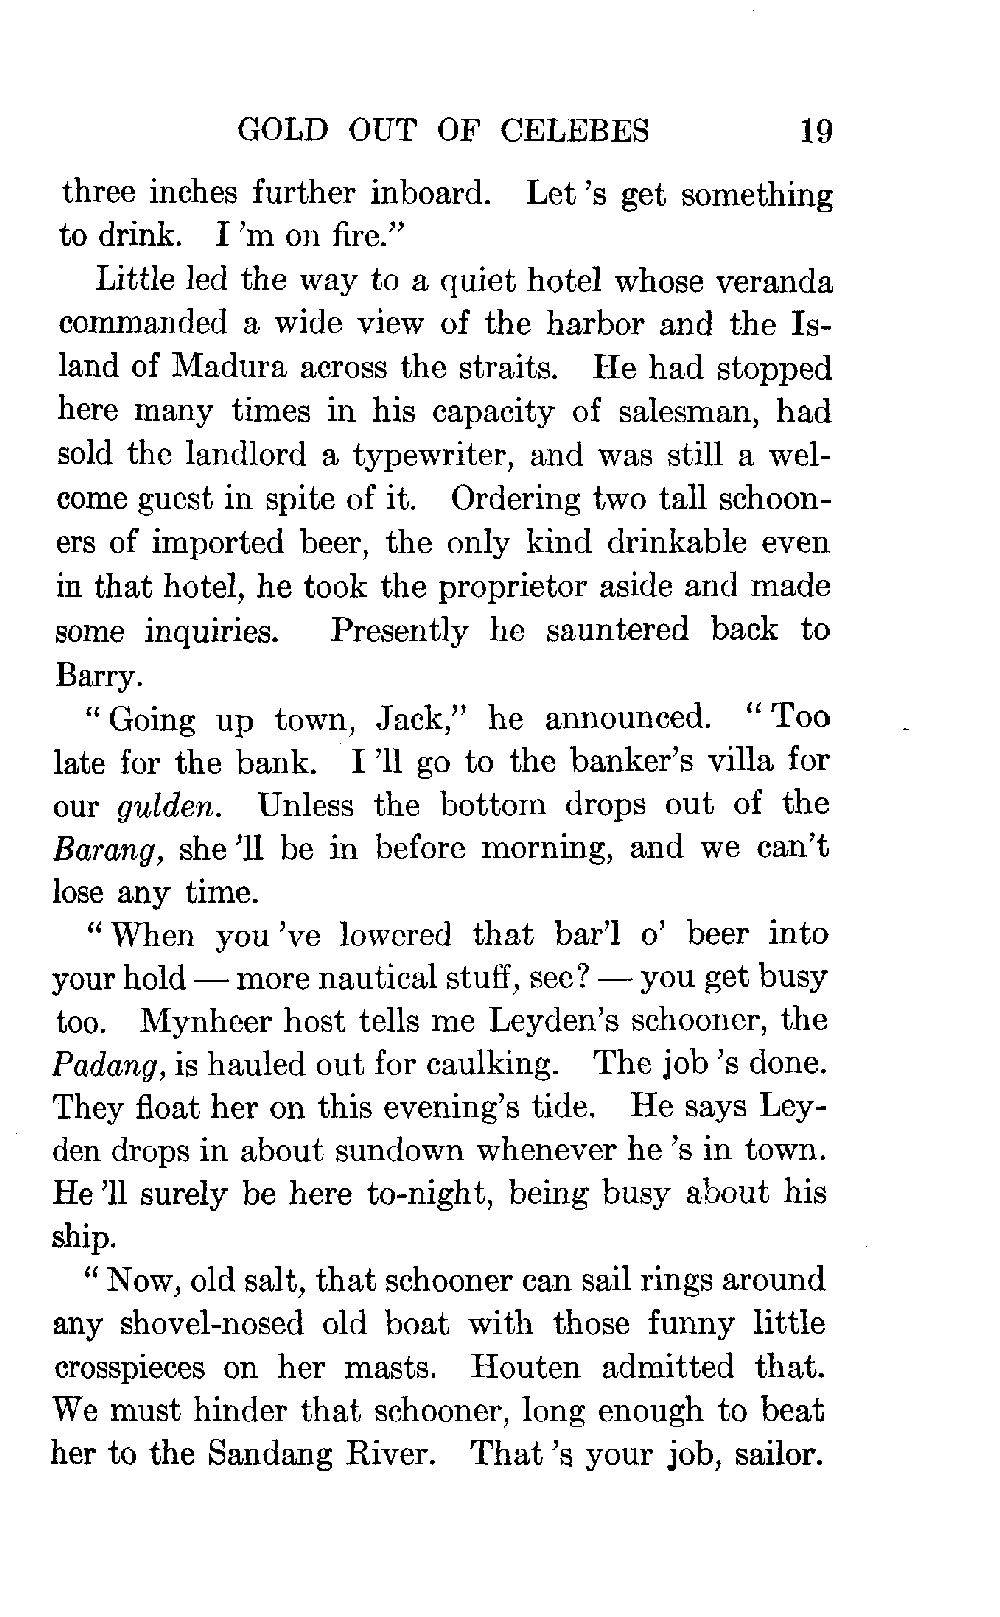 GOLD OUT OF CELEBES 19
three inches further inboard. Let 's get something
to drink. I 'm on fire.”
Little led the way to a quiet hotel whose veranda
commanded a wide view of the harbor and the Is-
land of Madura across the straits. He had stopped
here many times in his capacity of salesman, had
sold the landlord a typewriter, and was still a wel-
come guest in spite of it. Ordering two tall schoon-
ers of imported beer, the only kind drinkable even
in that hotel, he took the proprietor aside and made
some inquiries. Presently he sauntered back to
Barry.
“ Going up town, Jack,” he announced. “ Too
late for the bank. I 'll go to the banker's villa for
our gulden. Unless the bottom drops out of the
Barang, she 'll be in before morning, and we can't
lose any time.
“ When you 've lowered that bar'l o' beer into
your hold — more nautical stuff, see? — you get busy
too. Mynheer host tells me Leyden's schooner, the
Padang, is hauled out for caulking. The job 's done.
They float her on this evening's tide. He says Ley-
den drops in about sundown whenever he 's in town.
He 'll surely be here to-night, being busy about his
ship.
“ Now, old salt, that schooner can sail rings around
any shovel-nosed old boat with those funny little
crosspieces on her masts. Houten admitted that.
We must hinder that schooner, long enough to beat
her to the Sandang River. That 's your job, sailor.